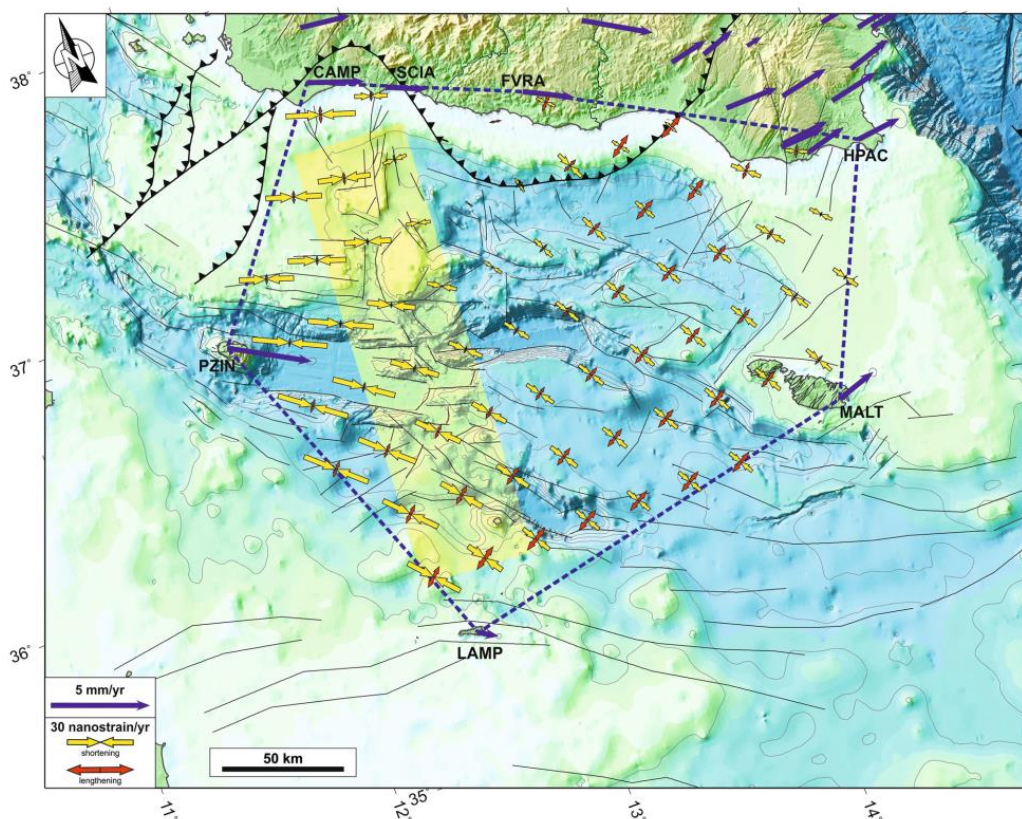 38°
CAMP
SCIA
FVRA
HPAC
37°
PZIN
MALT
36°
LAMP
5 mm/yr
30 nanostrain/yr
shortening
lengthening
50 km
11°
12°
35°
13°
14°